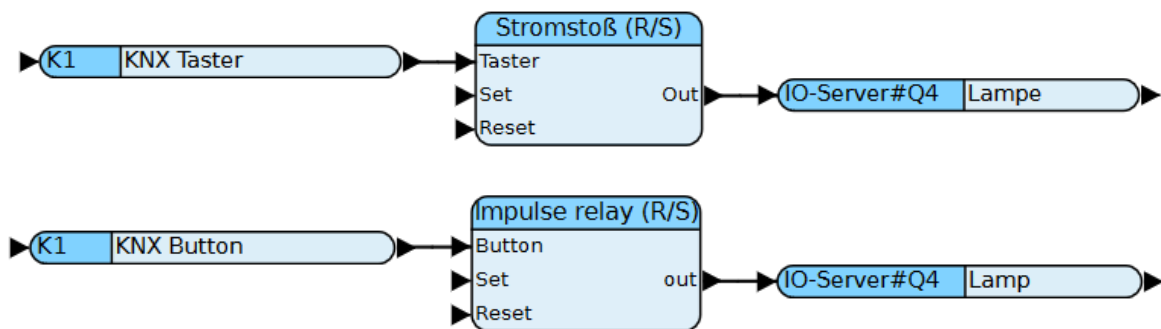 Stromstoß (R/S)
K1 KNX Taster
Taster
Set Out
IO-Server#Q4 Lampe
Reset
Impulse relay (R/S)
K1 KNX Button
Button
Set out
IO-Server#Q4 Lamp
Reset